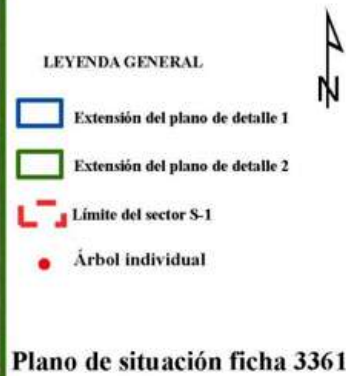 N
LEYENDA GENERAL
Extensión del plano de detalle 1
Extensión del plano de detalle 2
Límite del sector S-1
Árbol individual
Plano de situación ficha 3361